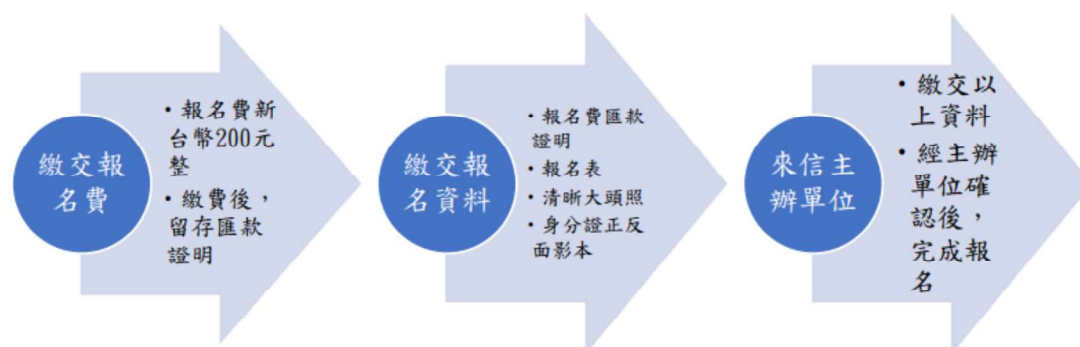 繳交報
名費
・報名費新
台幣200元
整
・繳費後，
留存匯款
證明
繳交報
名資料
・報名費匯款
證明
・報名表
・清晰大頭照
・身分證正反
面影本
來信主
辦單位
・繳交以
上資料
・經主辦
單位確
認後，
完成報
名